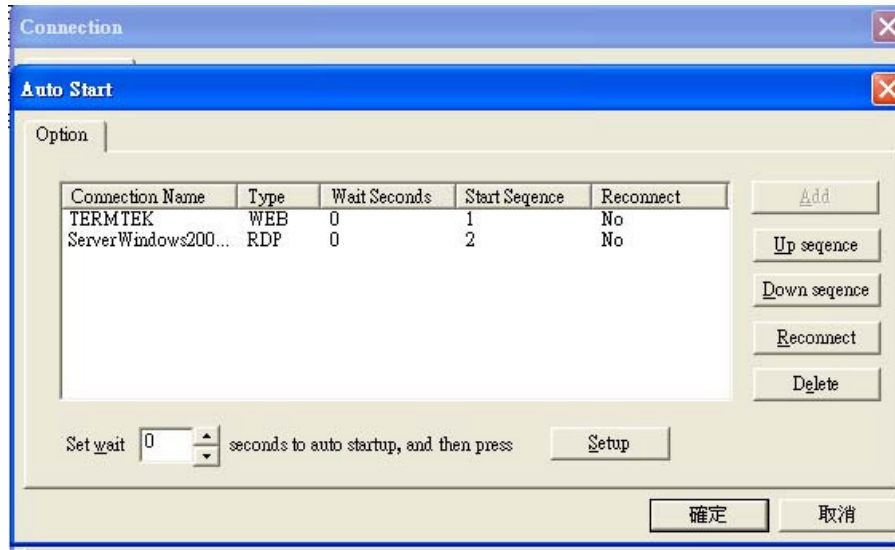 Connection
Auto Start
Option
Connection Name Type Wait Seconds Start Seqence Reconnect
TERMTEK WEB 0 1 No
ServerWindows200... RDP 0 2 No
Add
Up seqence
Down seqence
Reconnect
Delete
Set wait 0 seconds to auto startup, and then press Setup
確定 取消